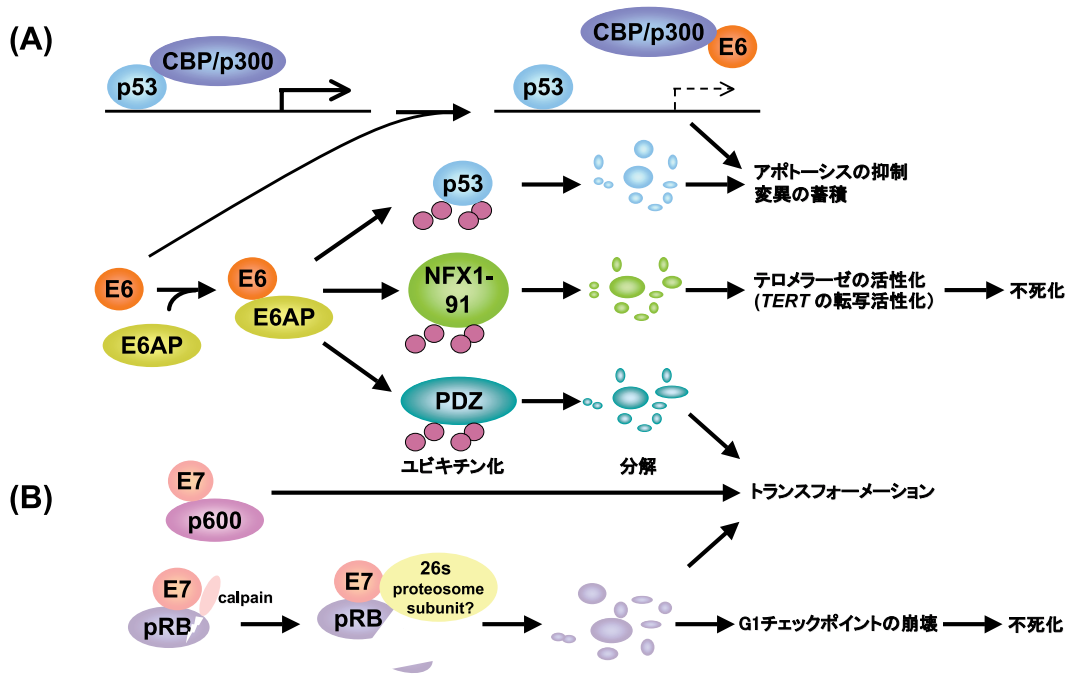 (A)
CBP/p300
p53
CBP/p300
E6
p53
p53
アポトーシスの抑制
変異の蓄積
E6
E6AP
E6
E6AP
NFX1-
91
テロメラーゼの活性化
(TERT の転写活性化)
不死化
PDZ
ユビキチン化
分解
(B)
E7
p600
トランスフォーメーション
E7
pRB
calpain
E7
pRB
26s
proteosome
subunit?
G1チェックポイントの崩壊
不死化